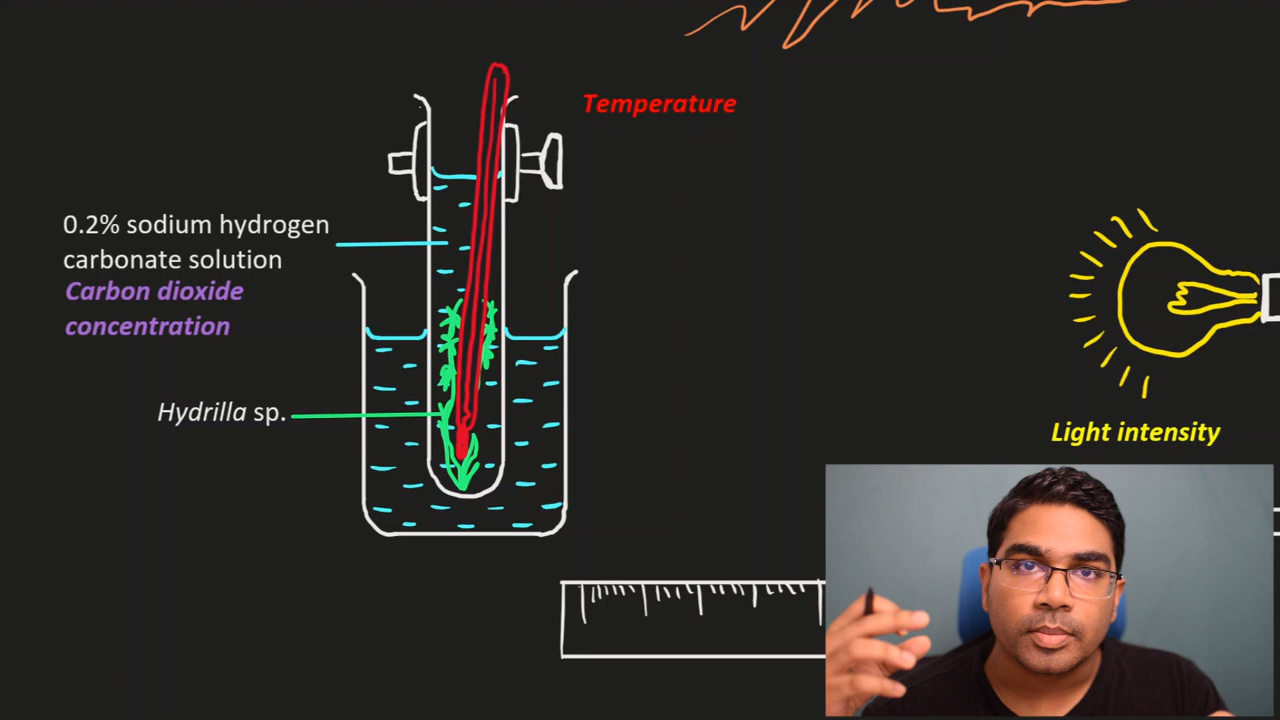 Temperature
0.2% sodium hydrogen
carbonate solution
Carbon dioxide
concentration
Hydrilla sp.
Light intensity